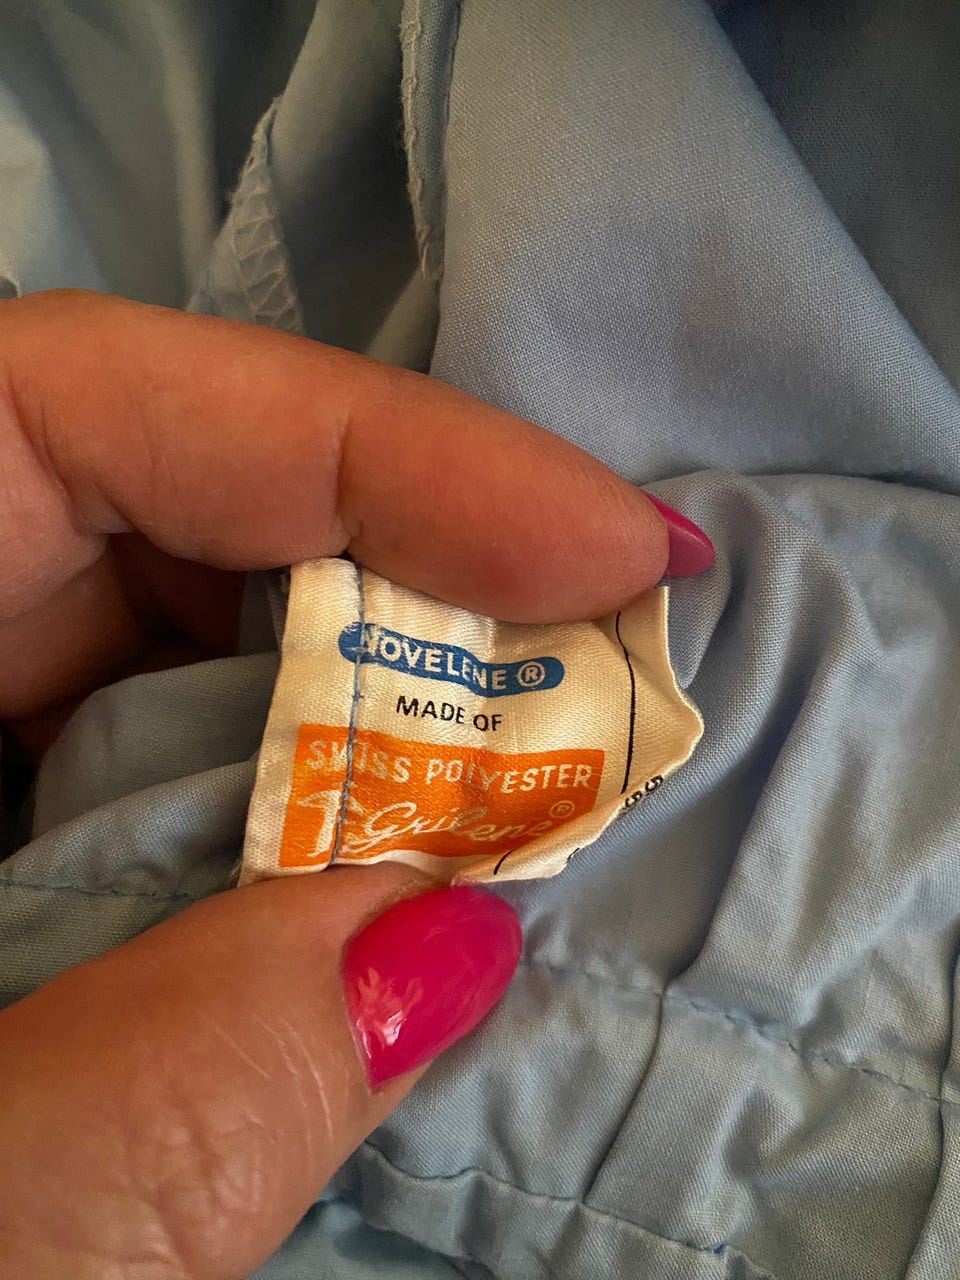 NOVELENE ®
MADE OF
SWISS POLYESTER
Grilene ®